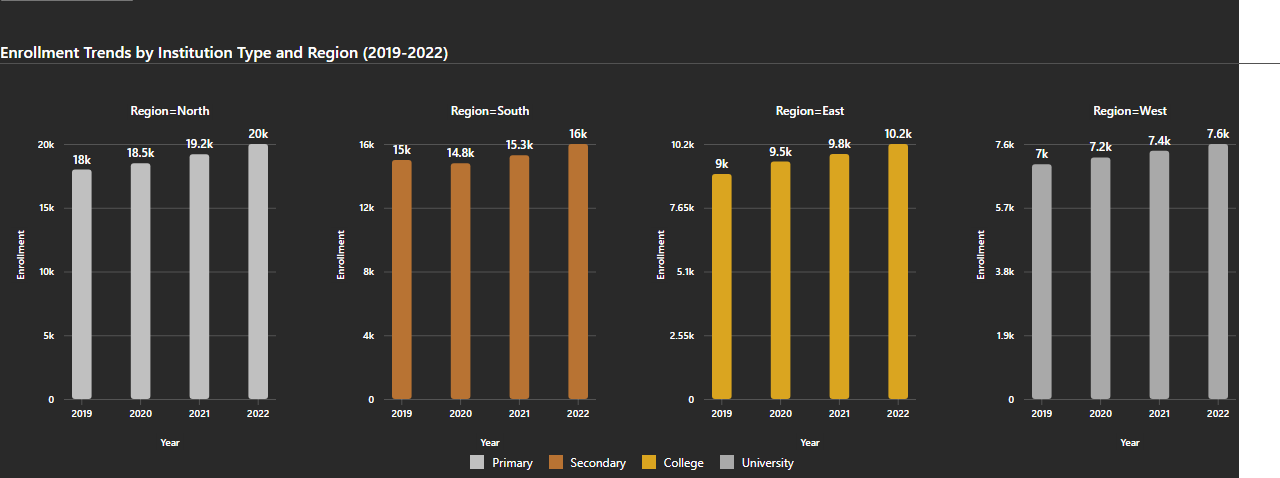 Enrollment Trends by Institution Type and Region (2019-2022)
Region=North
20k
15k
10k
5k
0
Enrollment
18k
18.5k
19.2k
20k
2019 2020 2021 2022
Year
Region=South
16k
12k
8k
4k
0
Enrollment
15k
14.8k
15.3k
16k
2019 2020 2021 2022
Year
Region=East
10.2k
7.65k
5.1k
2.55k
0
Enrollment
9k
9.5k
9.8k
10.2k
2019 2020 2021 2022
Year
Region=West
7.6k
5.7k
3.8k
1.9k
0
Enrollment
7k
7.2k
7.4k
7.6k
2019 2020 2021 2022
Year
Primary Secondary College University